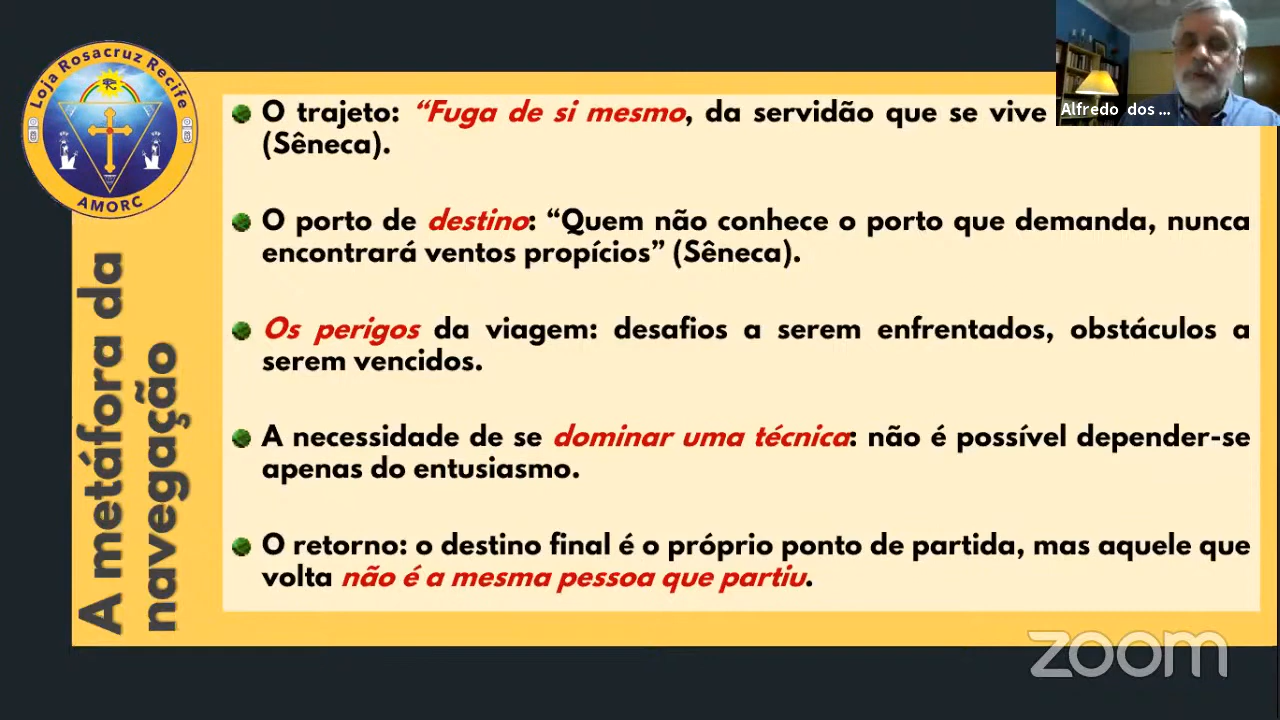 Loja Rosacruz Recife
AMORC
A metáfora da
navegação
O trajeto: “Fuga de si mesmo, da servidão que se vive
(Sêneca).
O porto de destino: “Quem não conhece o porto que demanda, nunca
encontrará ventos propícios” (Sêneca).
Os perigos da viagem: desafios a serem enfrentados, obstáculos a
serem vencidos.
A necessidade de se dominar uma técnica: não é possível depender-se
apenas do entusiasmo.
O retorno: o destino final é o próprio ponto de partida, mas aquele que
volta não é a mesma pessoa que partiu.
Alfredo dos ...
zoom